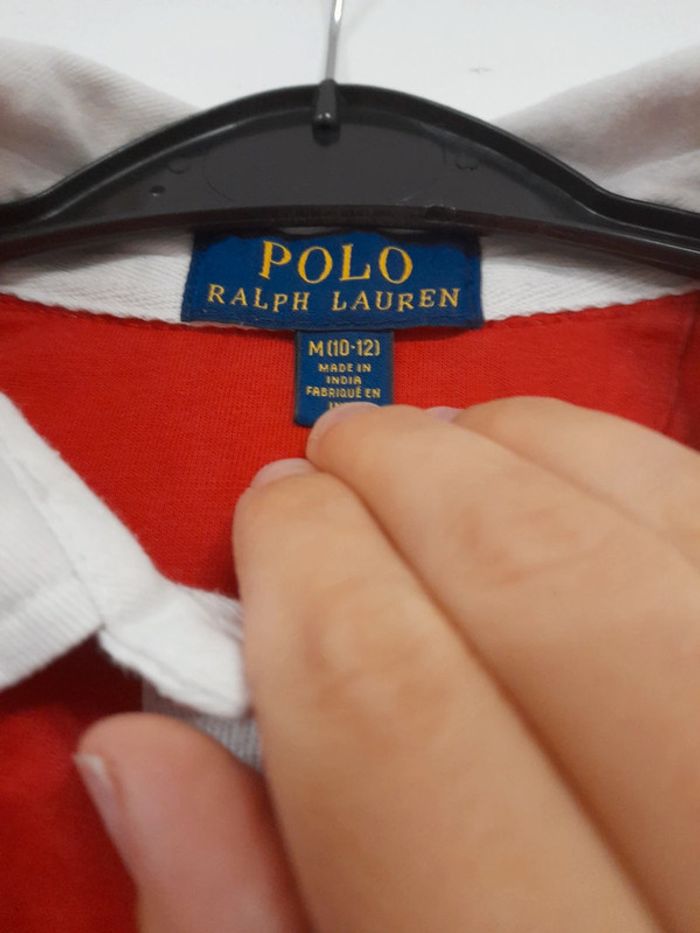 POLO
RALPH LAUREN
M (10-12)
MADE IN
INDIA
FABRIQUÉ EN